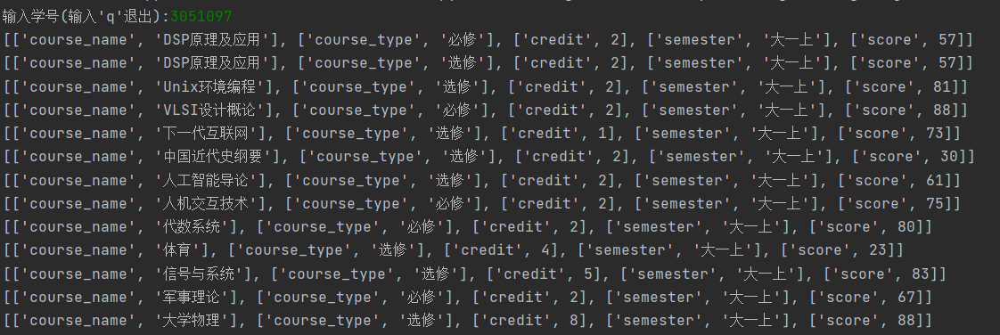 输入学号(输入'q'退出):3051097
[['course_name', 'DSP原理及应用'], ['course_type', '必修'], ['credit', 2], ['semester', '大一上'], ['score', 57]]
[['course_name', 'DSP原理及应用'], ['course_type', '选修'], ['credit', 2], ['semester', '大一上'], ['score', 57]]
[['course_name', 'Unix环境编程'], ['course_type', '选修'], ['credit', 2], ['semester', '大一上'], ['score', 81]]
[['course_name', 'VLSI设计概论'], ['course_type', '必修'], ['credit', 2], ['semester', '大一上'], ['score', 88]]
[['course_name', '下一代互联网'], ['course_type', '选修'], ['credit', 1], ['semester', '大一上'], ['score', 73]]
[['course_name', '中国近代史纲要'], ['course_type', '选修'], ['credit', 2], ['semester', '大一上'], ['score', 30]]
[['course_name', '人工智能导论'], ['course_type', '选修'], ['credit', 2], ['semester', '大一上'], ['score', 61]]
[['course_name', '人机交互技术'], ['course_type', '必修'], ['credit', 2], ['semester', '大一上'], ['score', 75]]
[['course_name', '代数系统'], ['course_type', '必修'], ['credit', 2], ['semester', '大一上'], ['score', 80]]
[['course_name', '体育'], ['course_type', '选修'], ['credit', 4], ['semester', '大一上'], ['score', 23]]
[['course_name', '信号与系统'], ['course_type', '选修'], ['credit', 5], ['semester', '大一上'], ['score', 83]]
[['course_name', '军事理论'], ['course_type', '必修'], ['credit', 2], ['semester', '大一上'], ['score', 67]]
[['course_name', '大学物理'], ['course_type', '选修'], ['credit', 8], ['semester', '大一上'], ['score', 88]]